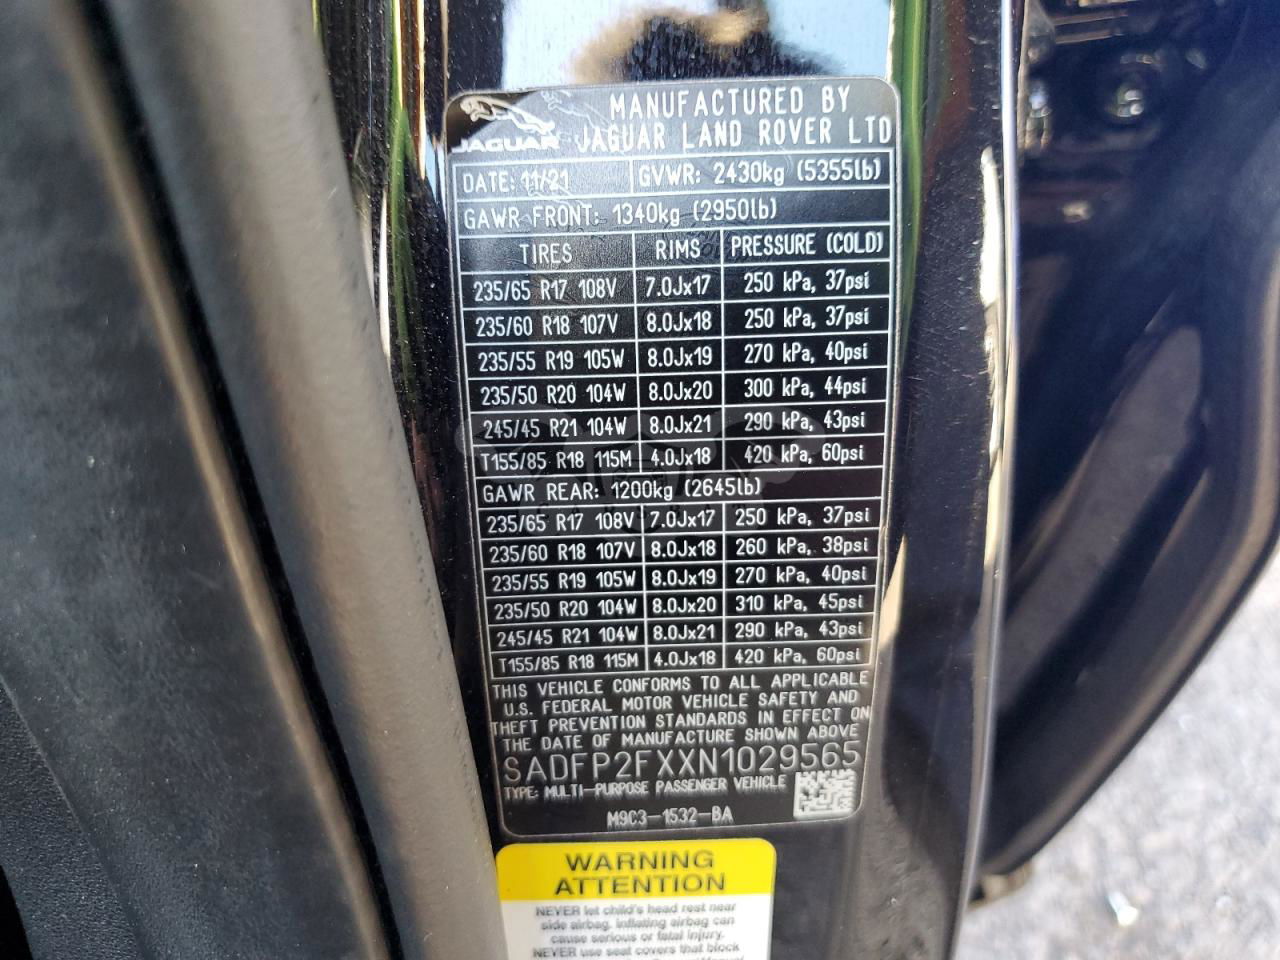 MANUFACTURED BY
JAGUAR JAGUAR LAND ROVER LTD
DATE: 11/21 GVWR: 2430kg (5355lb)
GAWR FRONT: 1340kg (2950lb)
TIRES RIMS PRESSURE (COLD)
235/65 R17 108V 7.0Jx17 250 kPa, 37psi
235/60 R18 107V 8.0Jx18 250 kPa, 37psi
235/55 R19 105W 8.0Jx19 270 kPa, 40psi
235/50 R20 104W 8.0Jx20 300 kPa, 44psi
245/45 R21 104W 8.0Jx21 290 kPa, 43psi
T155/85 R18 115M 4.0Jx18 420 kPa, 60psi
GAWR REAR: 1200kg (2645lb)
235/65 R17 108V 7.0Jx17 250 kPa, 37psi
235/60 R18 107V 8.0Jx18 260 kPa, 38psi
235/55 R19 105W 8.0Jx19 270 kPa, 40psi
235/50 R20 104W 8.0Jx20 310 kPa, 45psi
245/45 R21 104W 8.0Jx21 290 kPa, 43psi
T155/85 R18 115M 4.0Jx18 420 kPa, 60psi
THIS VEHICLE CONFORMS TO ALL APPLICABLE
U.S. FEDERAL MOTOR VEHICLE SAFETY AND
THEFT PREVENTION STANDARDS IN EFFECT ON
THE DATE OF MANUFACTURE SHOWN ABOVE
SADFP2FXXN1029565
TYPE: MULTI-PURPOSE PASSENGER VEHICLE
M9C3-1532-BA
WARNING
ATTENTION
NEVER let child's head rest near
side airbag. Inflating airbag can
cause serious or fatal injury.
NEVER use seat covers that block